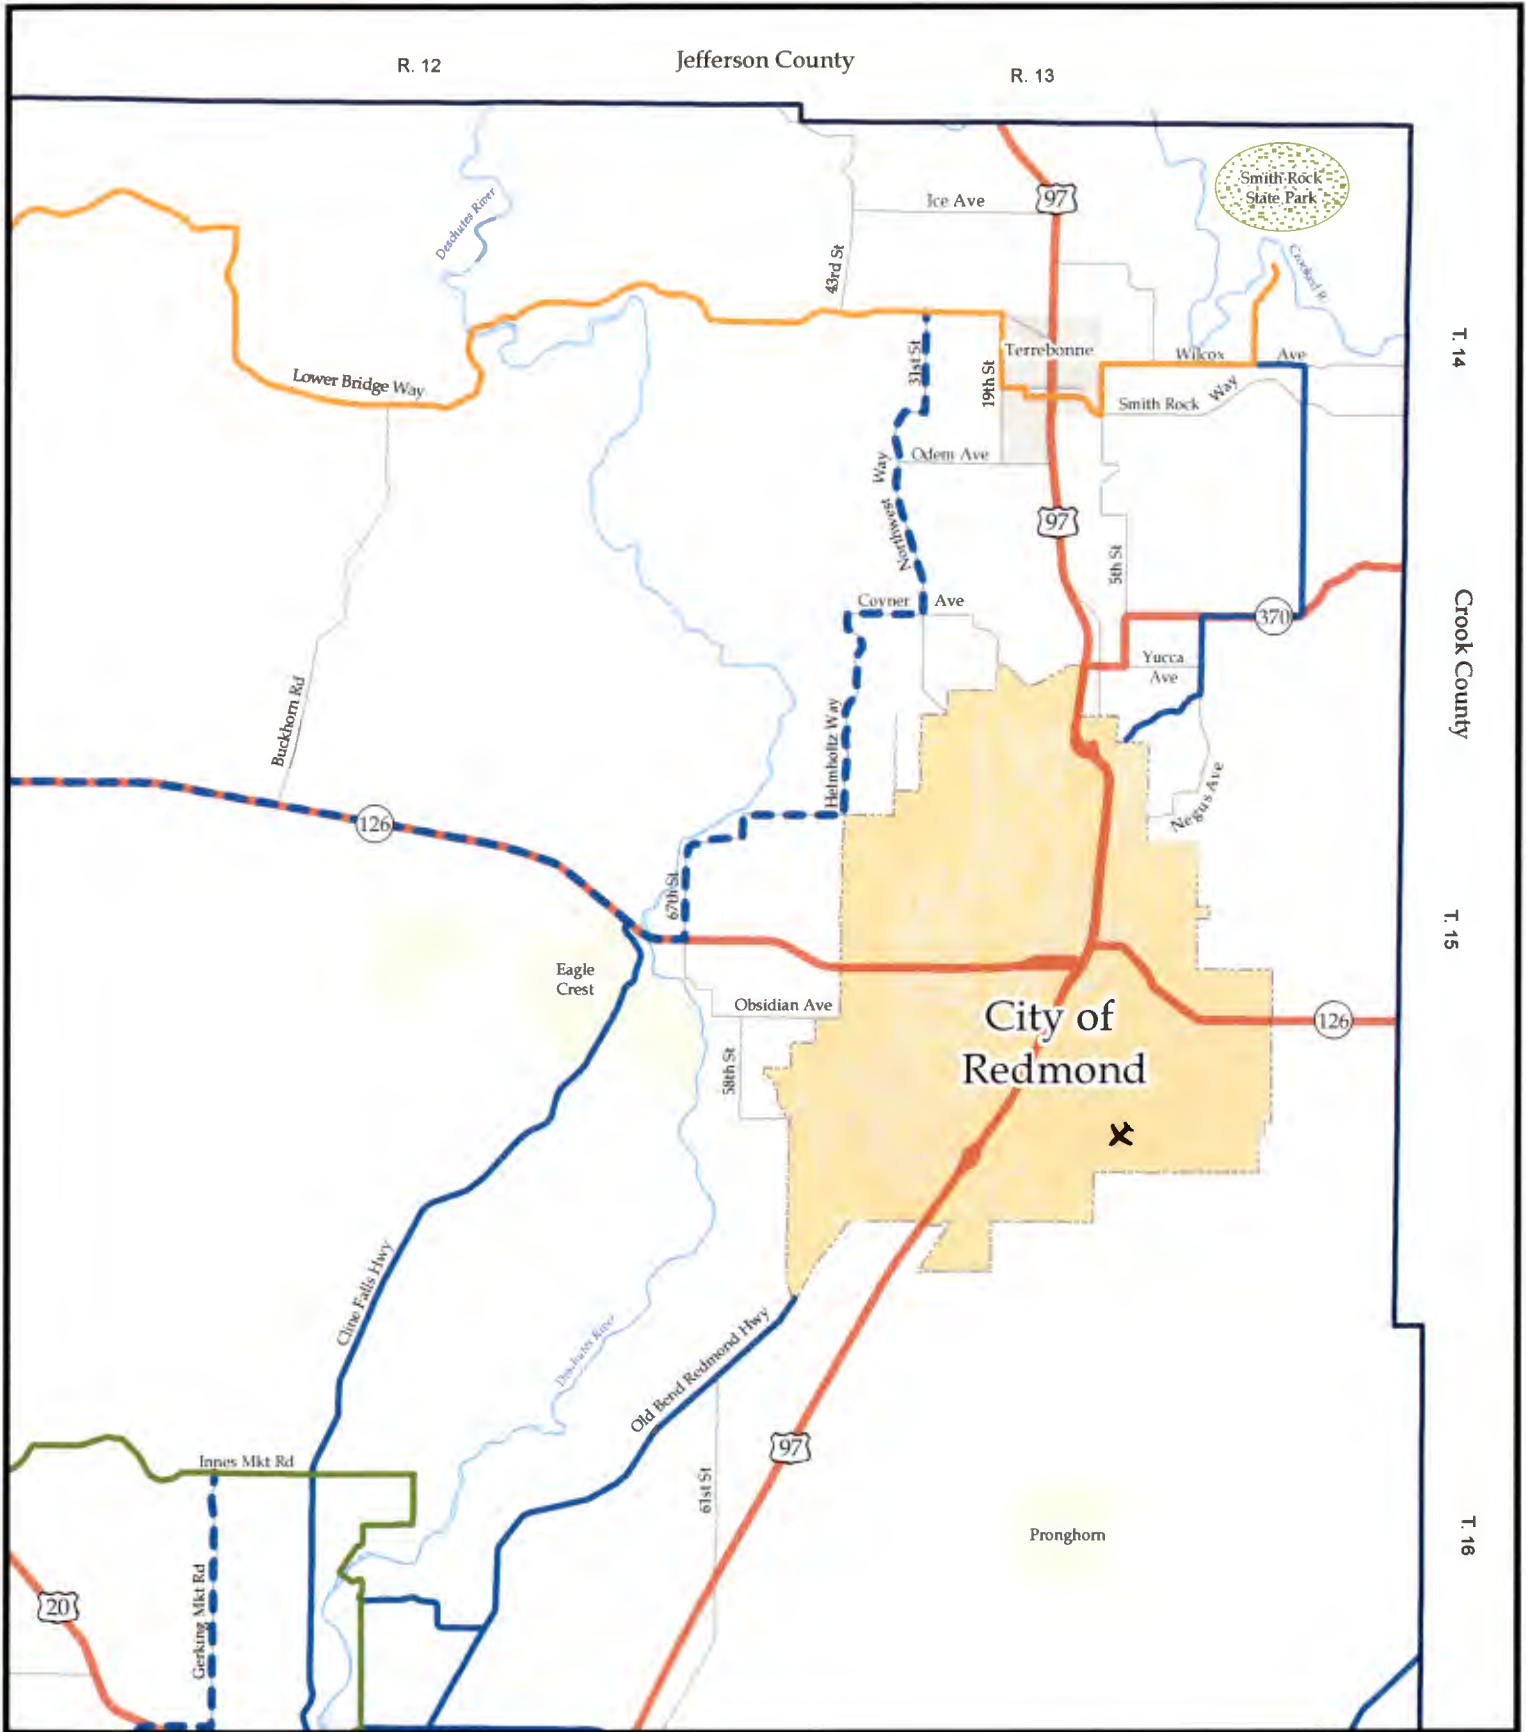 Jefferson County
R. 12
R. 13
Smith Rock
State Park
97
Ice Ave
Deschutes River
43rd St
Crooked R.
T. 14
31st St
Terrebonne
Wilcox
Ave
19th St
Lower Bridge Way
Smith Rock
Way
Odem Ave
Northwest
Way
97
5th St
Coyner
Ave
370
Crook County
Yucca
Ave
Buckhorn Rd
Helmholtz Way
Negus Ave
126
67th St
T. 15
Eagle
Crest
Obsidian Ave
City of
Redmond
126
58th St
Cline Falls Hwy
Deschutes River
Old Bend Redmond Hwy
97
Innes Mkt Rd
61st St
Pronghorn
T. 16
20
Gerking Mkt Rd